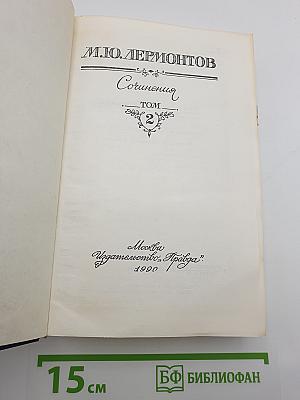 М.Ю.ЛЕРМОНТОВ
Сочинения
ТОМ
2
Москва
Издательство „Правда“
1990
15 см
БФ БИБЛИОФАН